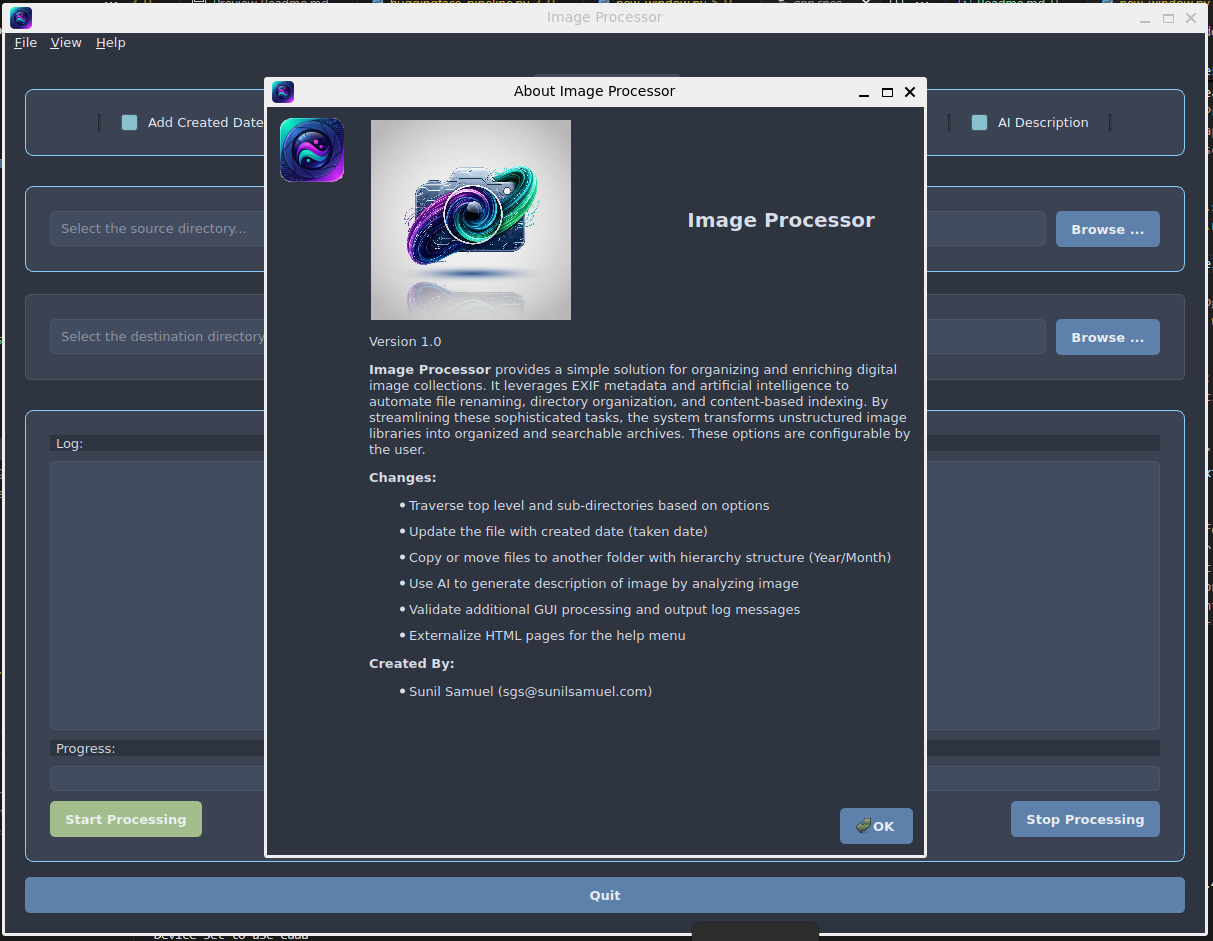 Image Processor
File View Help
About Image Processor
Add Created Date
AI Description
Image Processor
Select the source directory...
Browse ...
Select the destination directory
Browse ...
Version 1.0
Image Processor provides a simple solution for organizing and enriching digital
image collections. It leverages EXIF metadata and artificial intelligence to
automate file renaming, directory organization, and content-based indexing. By
streamlining these sophisticated tasks, the system transforms unstructured image
libraries into organized and searchable archives. These options are configurable by
the user.
Log:
Changes:
• Traverse top level and sub-directories based on options
• Update the file with created date (taken date)
• Copy or move files to another folder with hierarchy structure (Year/Month)
• Use AI to generate description of image by analyzing image
• Validate additional GUI processing and output log messages
• Externalize HTML pages for the help menu
Created By:
• Sunil Samuel (sgs@sunilsamuel.com)
Progress:
Start Processing
Stop Processing
OK
Quit